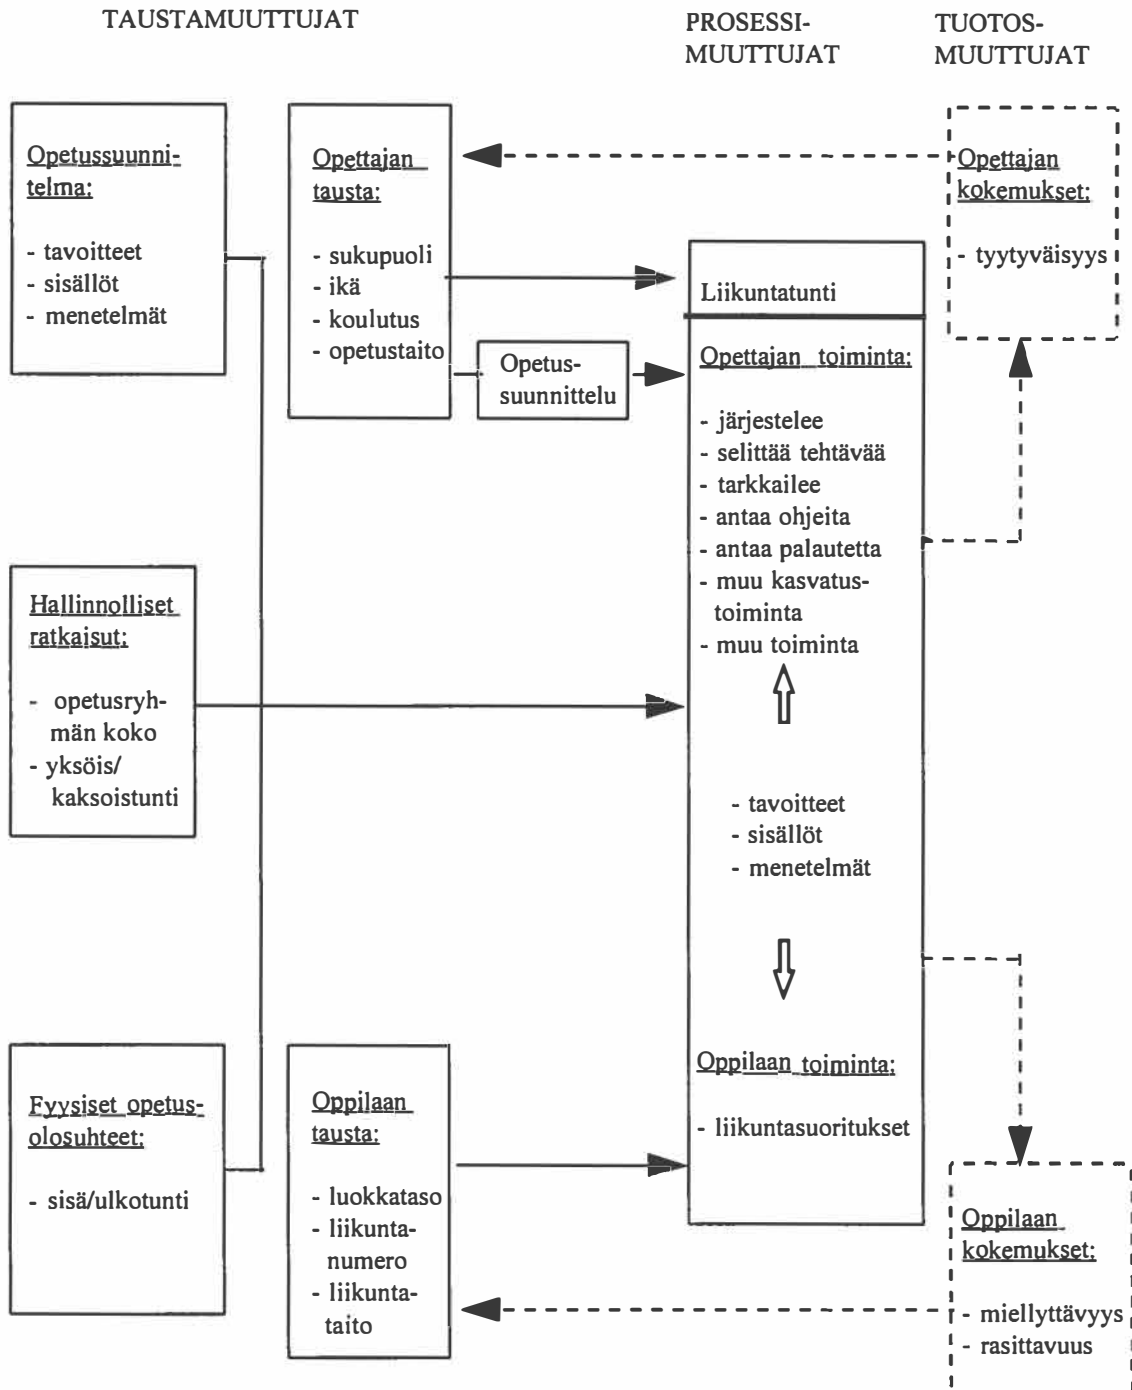 TAUSTAMUUTTUJAT
PROSESSI-
MUUTTUJAT
TUOTOS-
MUUTTUJAT
Opetussuunni-
telma:
- tavoitteet
- sisällöt
- menetelmät
Opettajan
tausta:
- sukupuoli
- ikä
- koulutus
- opetustaito
Opetus-
suunnittelu
Liikuntatunti
Opettajan toiminta:
- järjestelee
- selittää tehtävää
- tarkkailee
- antaa ohjeita
- antaa palautetta
- muu kasvatus-
toiminta
- muu toiminta
- tavoitteet
- sisällöt
- menetelmät
Oppilaan toiminta:
- liikuntasuoritukset
Opettajan
kokemukset:
- tyytyväisyys
Hallinnolliset
ratkaisut:
- opetusryh-
män koko
- yksöis/
kaksoistunti
Fyysiset opetus-
olosuhteet:
- sisä/ulkotunti
Oppilaan
tausta:
- luokkataso
- liikunta-
numero
- liikunta-
taito
Oppilaan
kokemukset:
- miellyttävyys
- rasittavuus